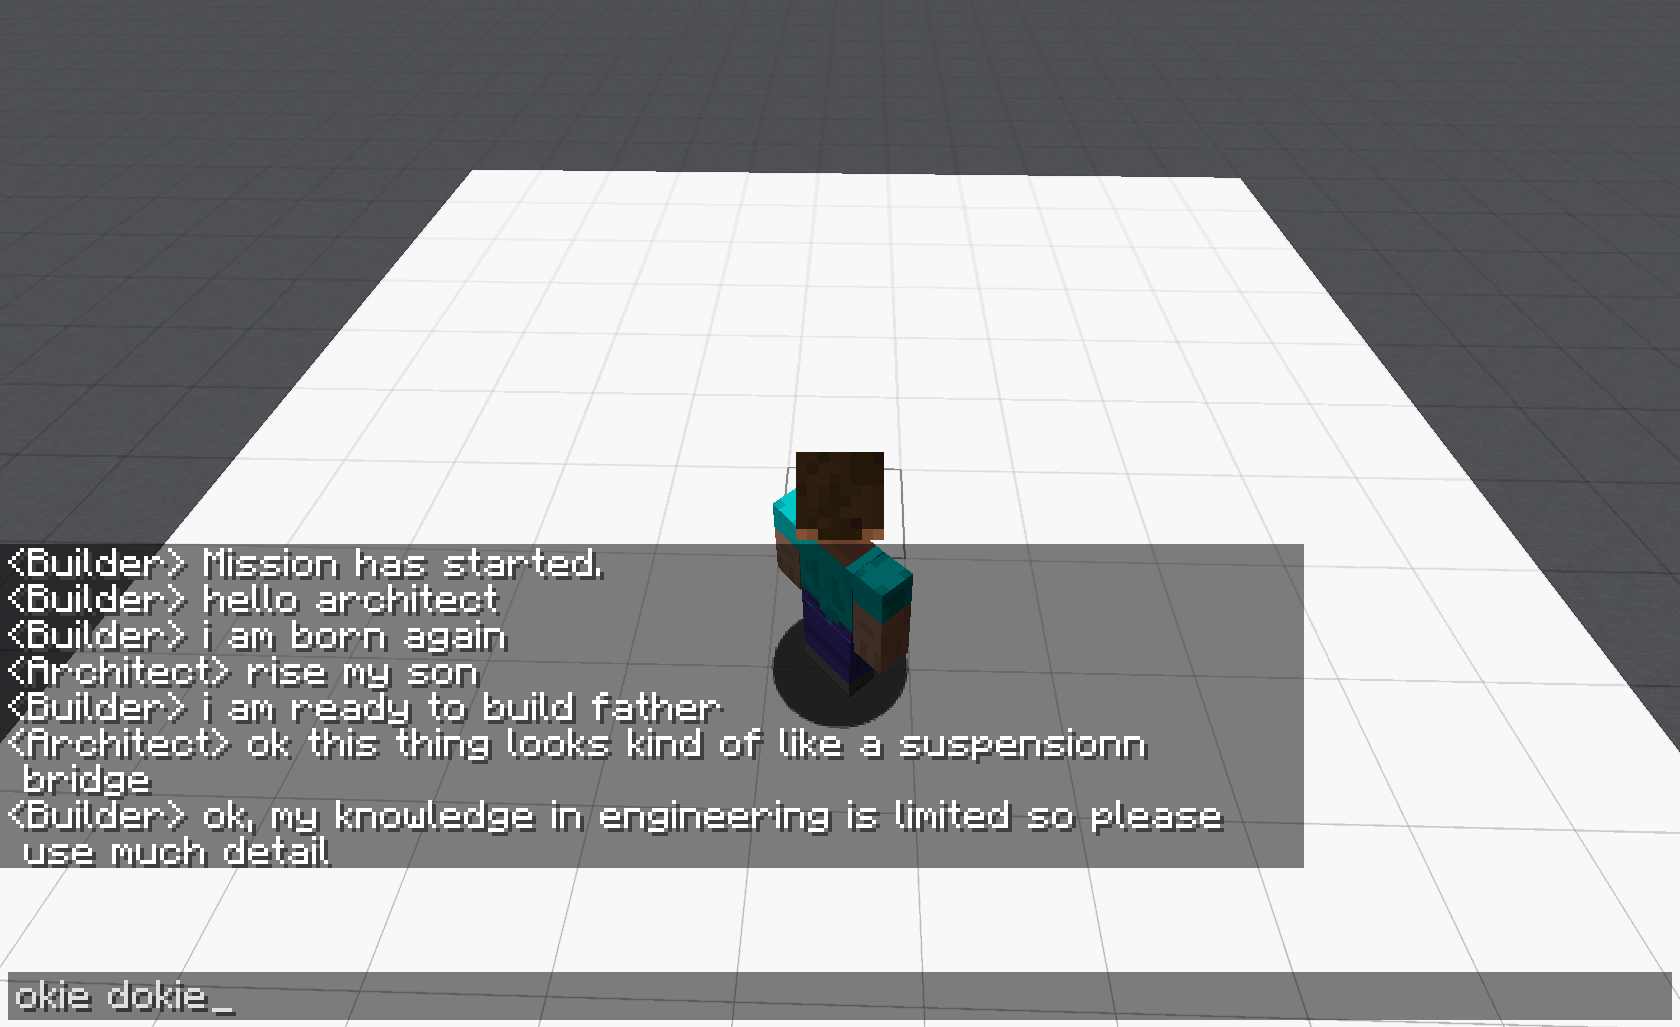 <Builder> Mission has started.
<Builder> hello architect
<Builder> i am born again
<Architect> rise my son
<Builder> i am ready to build father
<Architect> ok this thing looks kind of like a suspensionn
bridge
<Builder> ok, my knowledge in engineering is limited so please
use much detail
okie dokie_